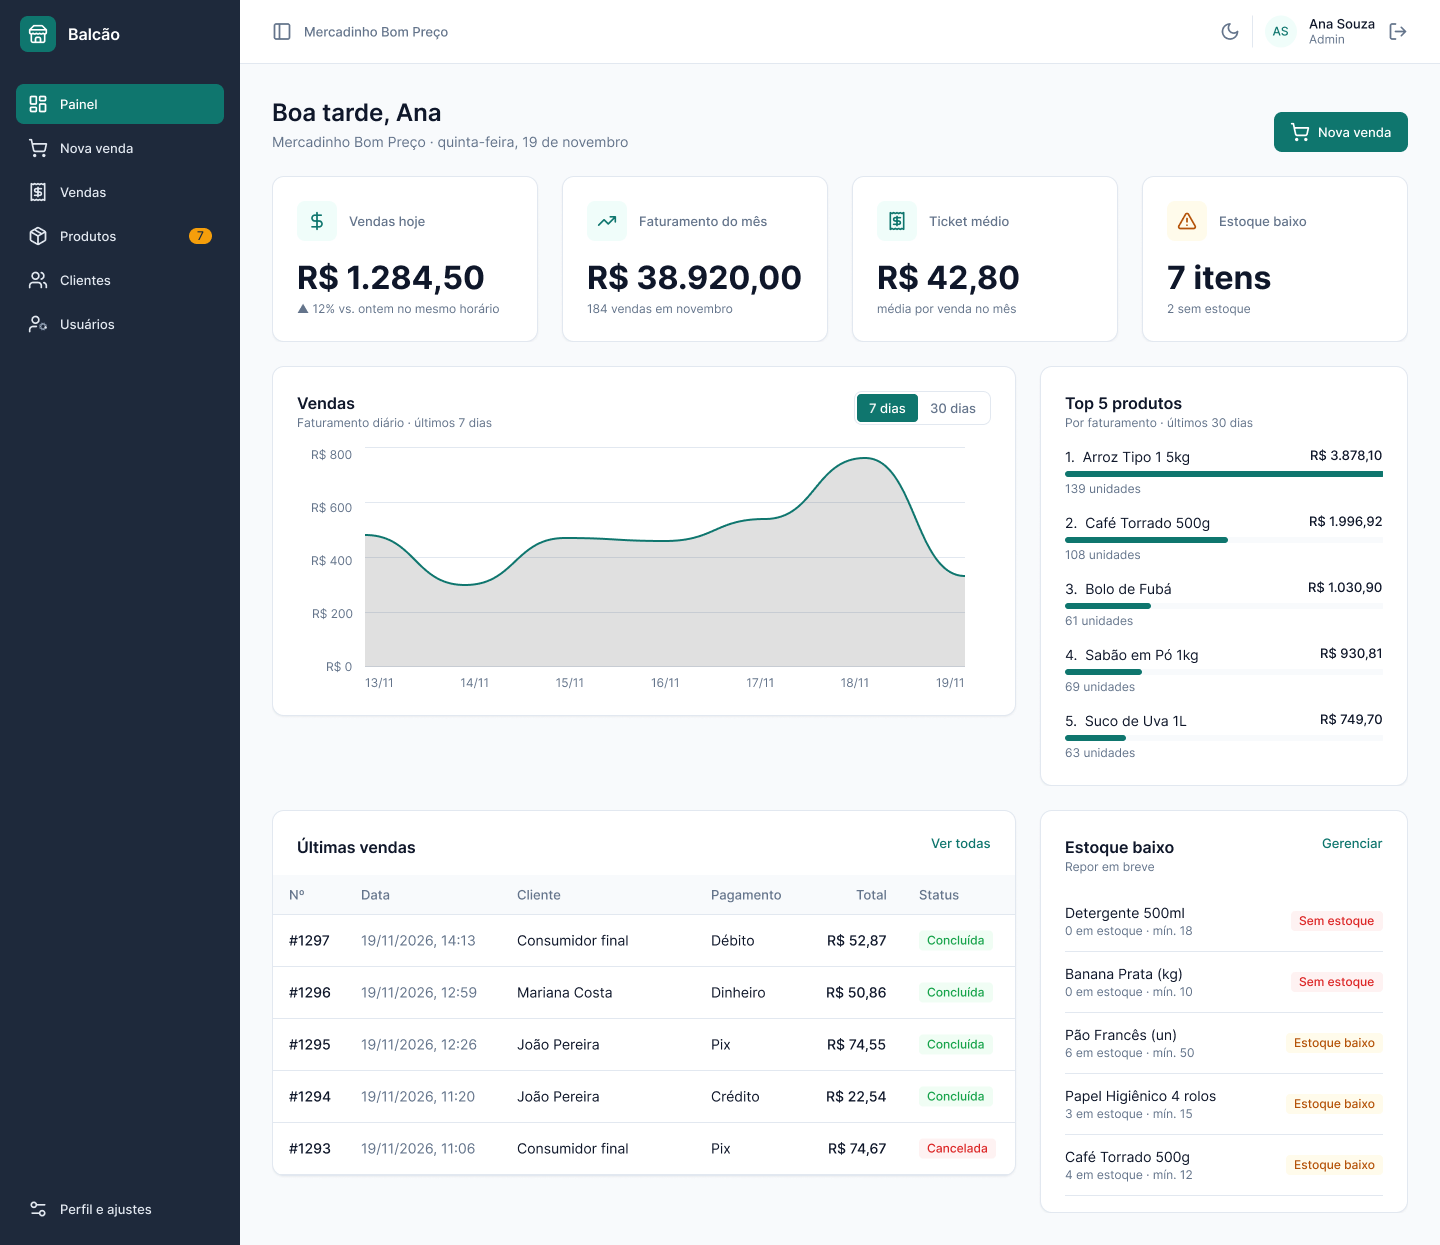 Balcão
Painel
Nova venda
Vendas
Produtos 7
Clientes
Usuários
Perfil e ajustes
Mercadinho Bom Preço
AS
Ana Souza
Admin
Boa tarde, Ana
Mercadinho Bom Preço · quinta-feira, 19 de novembro
Nova venda
Vendas hoje
R$ 1.284,50
▲ 12% vs. ontem no mesmo horário
Faturamento do mês
R$ 38.920,00
184 vendas em novembro
Ticket médio
R$ 42,80
média por venda no mês
Estoque baixo
7 itens
2 sem estoque
Vendas
Faturamento diário · últimos 7 dias
7 dias 30 dias
R$ 800
R$ 600
R$ 400
R$ 200
R$ 0
13/11 14/11 15/11 16/11 17/11 18/11 19/11
Top 5 produtos
Por faturamento · últimos 30 dias
1. Arroz Tipo 1 5kg R$ 3.878,10
139 unidades
2. Café Torrado 500g R$ 1.996,92
108 unidades
3. Bolo de Fubá R$ 1.030,90
61 unidades
4. Sabão em Pó 1kg R$ 930,81
69 unidades
5. Suco de Uva 1L R$ 749,70
63 unidades
Últimas vendas Ver todas
Nº Data Cliente Pagamento Total Status
#1297 19/11/2026, 14:13 Consumidor final Débito R$ 52,87 Concluída
#1296 19/11/2026, 12:59 Mariana Costa Dinheiro R$ 50,86 Concluída
#1295 19/11/2026, 12:26 João Pereira Pix R$ 74,55 Concluída
#1294 19/11/2026, 11:20 João Pereira Crédito R$ 22,54 Concluída
#1293 19/11/2026, 11:06 Consumidor final Pix R$ 74,67 Cancelada
Estoque baixo Gerenciar
Repor em breve
Detergente 500ml
0 em estoque · mín. 18
Sem estoque
Banana Prata (kg)
0 em estoque · mín. 10
Sem estoque
Pão Francês (un)
6 em estoque · mín. 50
Estoque baixo
Papel Higiênico 4 rolos
3 em estoque · mín. 15
Estoque baixo
Café Torrado 500g
4 em estoque · mín. 12
Estoque baixo